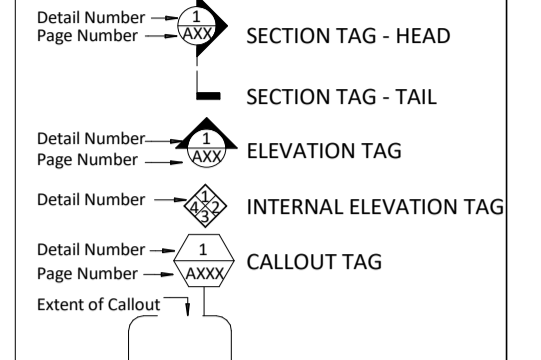 Detail Number 1
Page Number AXX SECTION TAG - HEAD
SECTION TAG - TAIL
Detail Number 1
Page Number AXX ELEVATION TAG
Detail Number 1
4 2
3 INTERNAL ELEVATION TAG
Detail Number 1
Page Number AXXX CALLOUT TAG
Extent of Callout